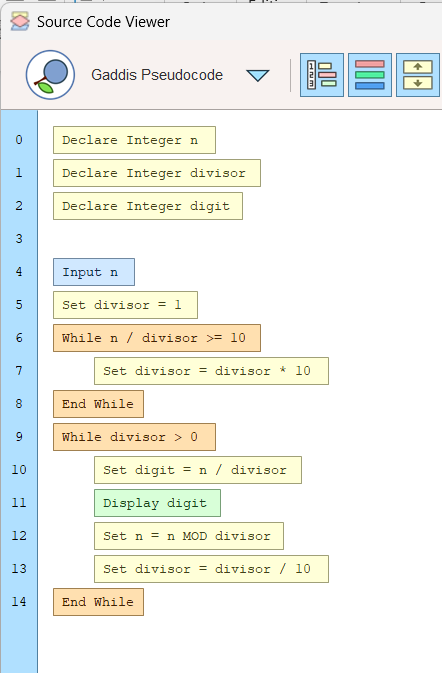 Source Code Viewer
Gaddis Pseudocode
1
2
3
0 Declare Integer n
1 Declare Integer divisor
2 Declare Integer digit
3
4 Input n
5 Set divisor = 1
6 While n / divisor >= 10
7 Set divisor = divisor * 10
8 End While
9 While divisor > 0
10 Set digit = n / divisor
11 Display digit
12 Set n = n MOD divisor
13 Set divisor = divisor / 10
14 End While